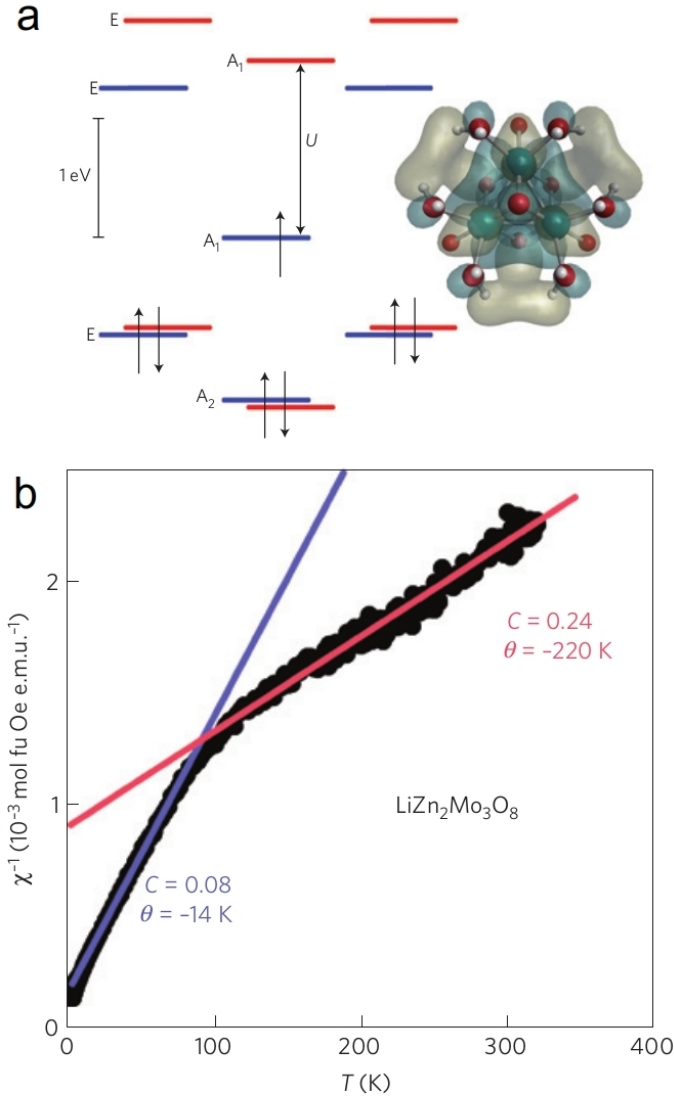 a
E
A₁
E
1 eV
U
A₁
E
A₂
b
χ⁻¹ (10⁻³ mol fu Oe e.m.u.⁻¹)
2
1
0
C = 0.24
θ = -220 K
LiZn₂Mo₃O₈
C = 0.08
θ = -14 K
0
100
200
300
400
T (K)